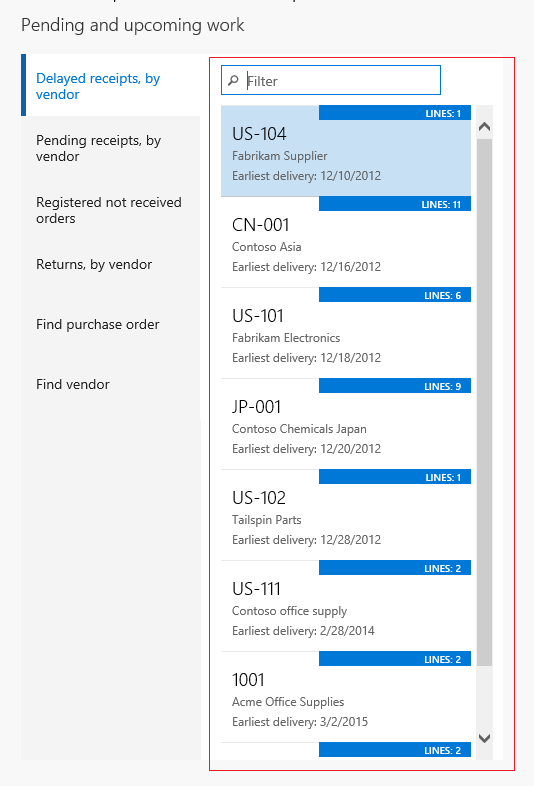 Pending and upcoming work
Delayed receipts, by
vendor
Pending receipts, by
vendor
Registered not received
orders
Returns, by vendor
Find purchase order
Find vendor
Filter
LINES: 1
US-104
Fabrikam Supplier
Earliest delivery: 12/10/2012
LINES: 11
CN-001
Contoso Asia
Earliest delivery: 12/16/2012
LINES: 6
US-101
Fabrikam Electronics
Earliest delivery: 12/18/2012
LINES: 9
JP-001
Contoso Chemicals Japan
Earliest delivery: 12/20/2012
LINES: 1
US-102
Tailspin Parts
Earliest delivery: 12/28/2012
LINES: 2
US-111
Contoso office supply
Earliest delivery: 2/28/2014
LINES: 2
1001
Acme Office Supplies
Earliest delivery: 3/2/2015
LINES: 2